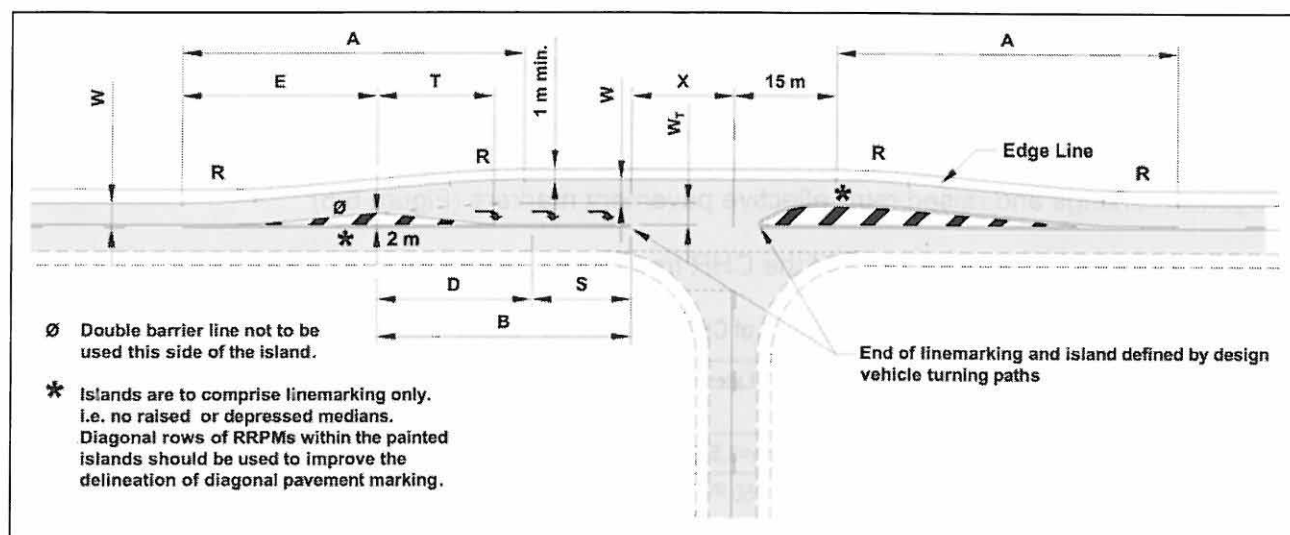 A
A
E
T
1 m min.
W
X
15 m
W
W_T
R
R
R
R
Edge Line
Ø
*
*
2 m
D
S
B
Ø Double barrier line not to be
used this side of the island.
* Islands are to comprise linemarking only.
i.e. no raised or depressed medians.
Diagonal rows of RRPMs within the painted
islands should be used to improve the
delineation of diagonal pavement marking.
End of linemarking and island defined by design
vehicle turning paths